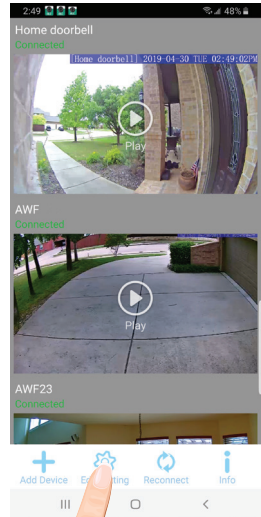 2:49 48%
Home doorbell
Connected
[Home doorbell] 2019-04-30 TUE 02:49:02PM
Play
AWF
Connected
Play
AWF23
Connected
Add Device Reconnect Info